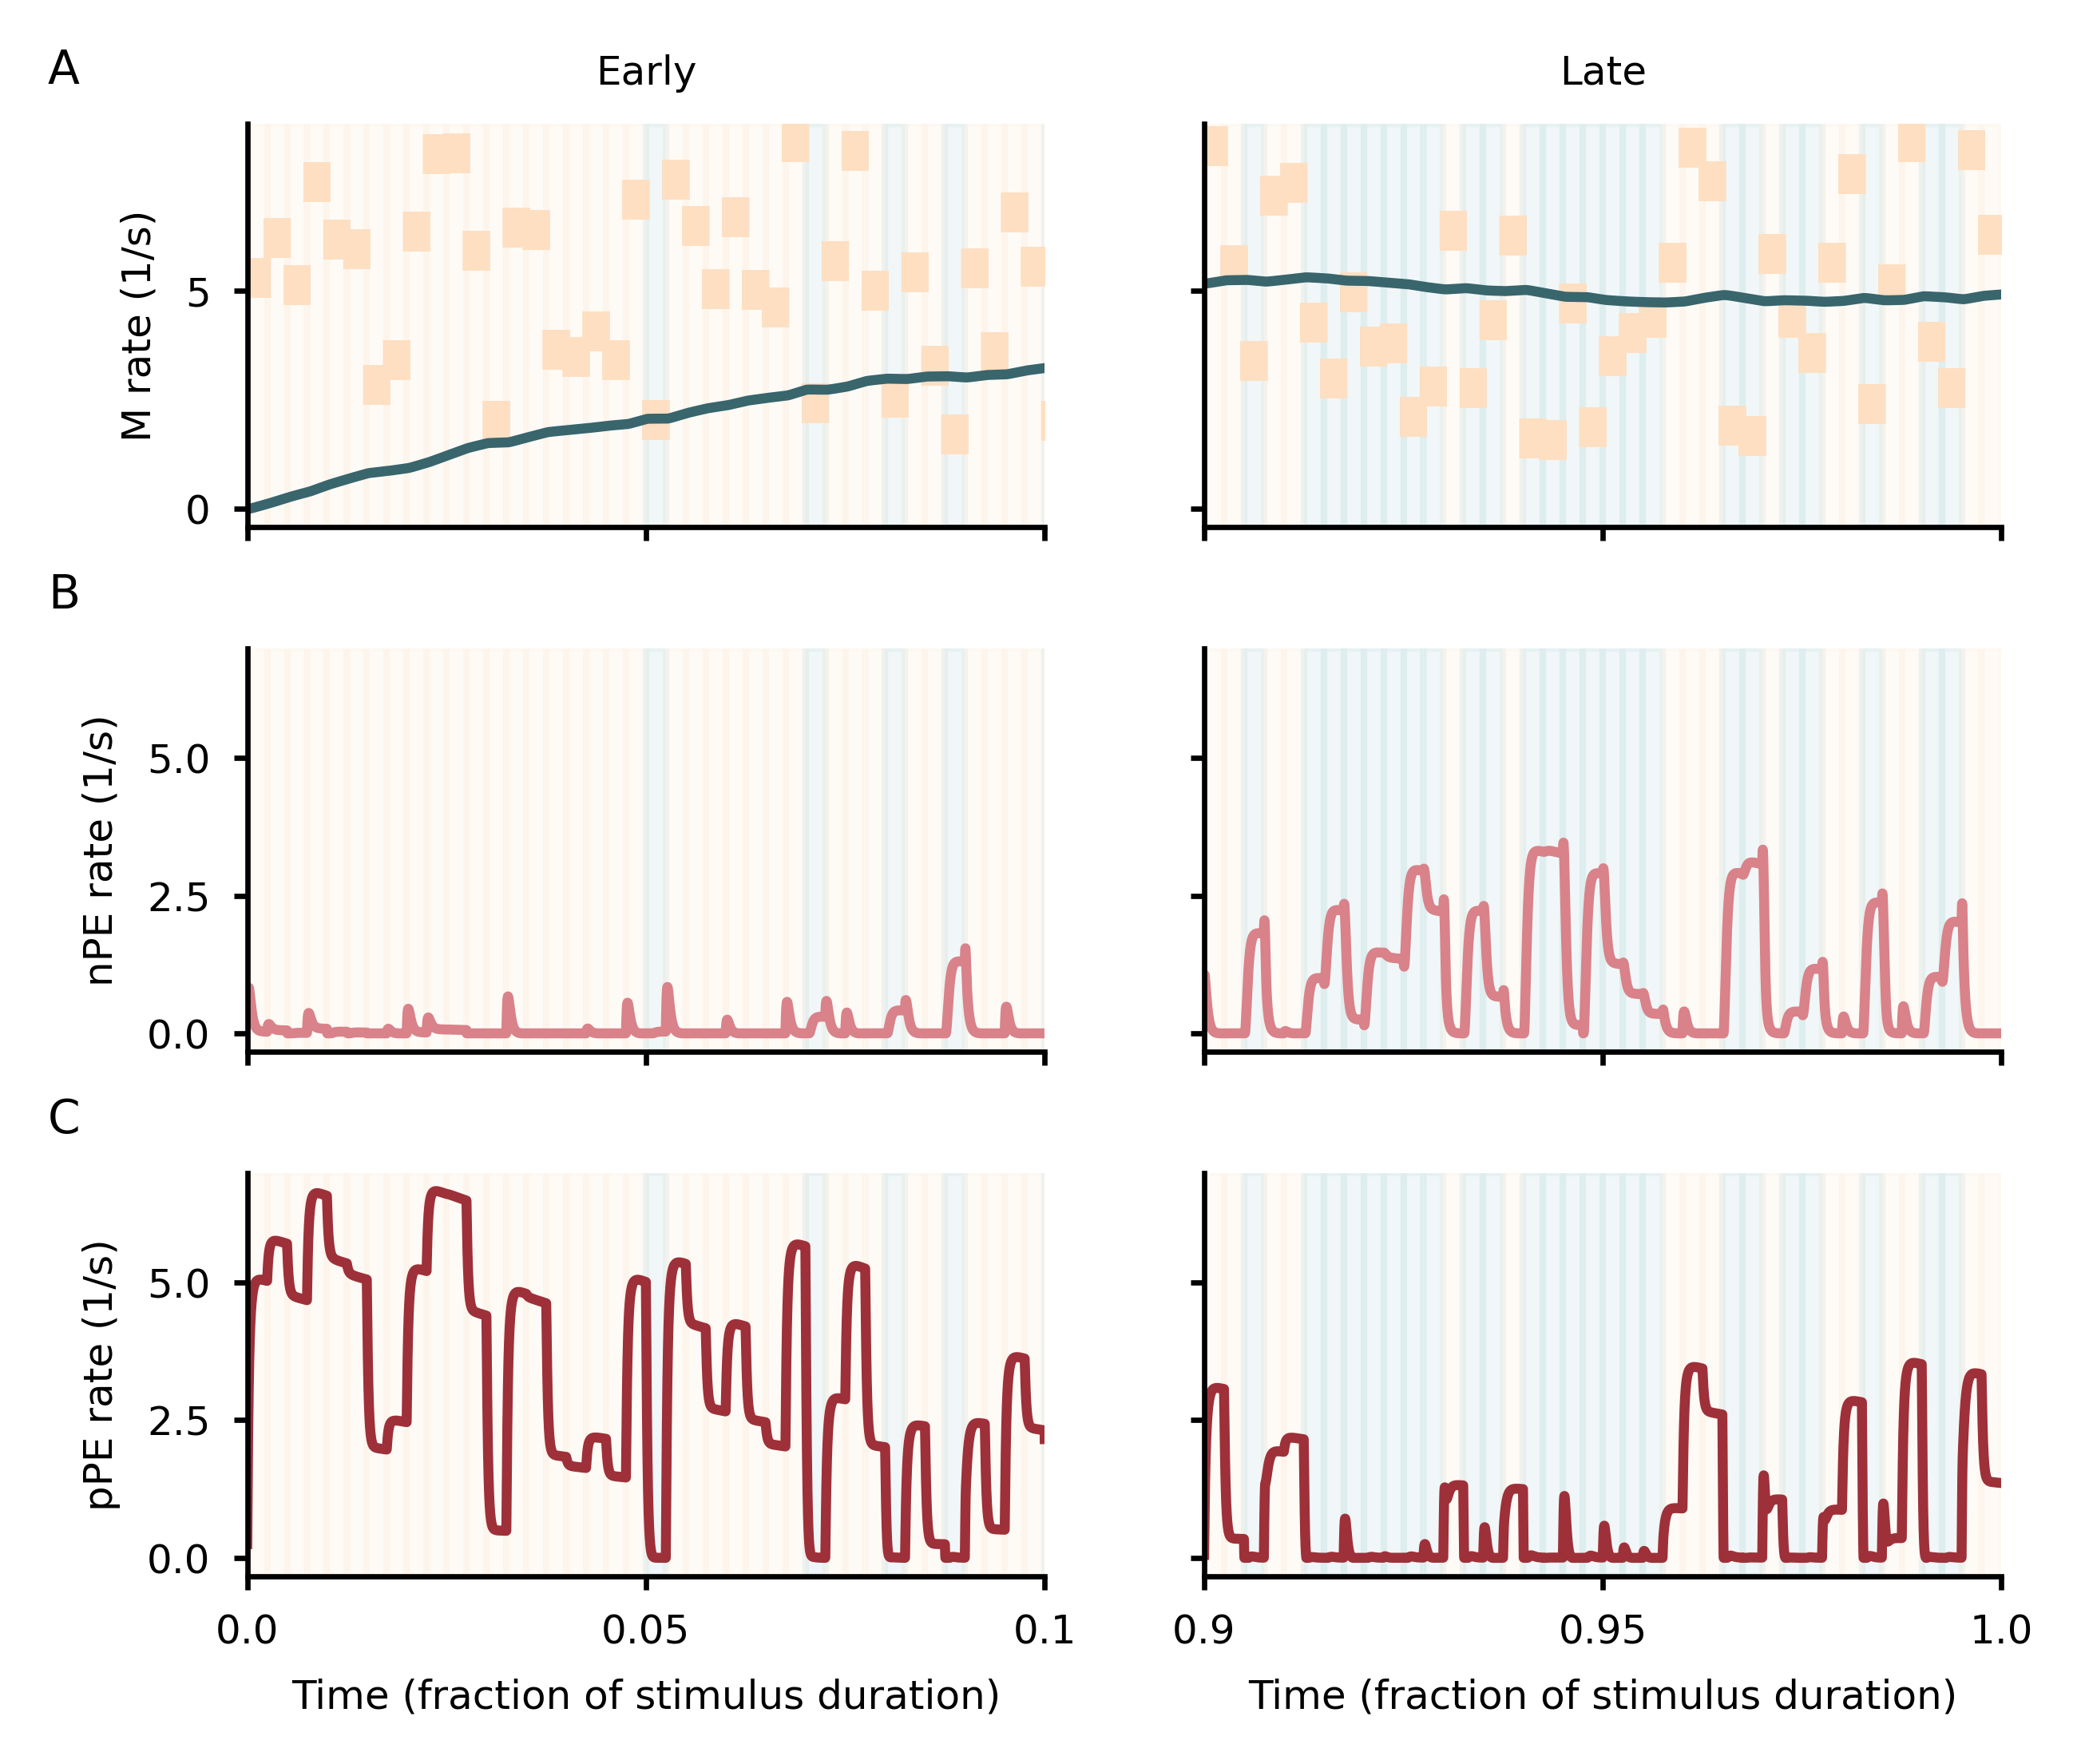 A
Early
Late
M rate (1/s)
5
0
B
nPE rate (1/s)
5.0
2.5
0.0
C
pPE rate (1/s)
5.0
2.5
0.0
0.0
0.05
0.1
0.9
0.95
1.0
Time (fraction of stimulus duration)
Time (fraction of stimulus duration)